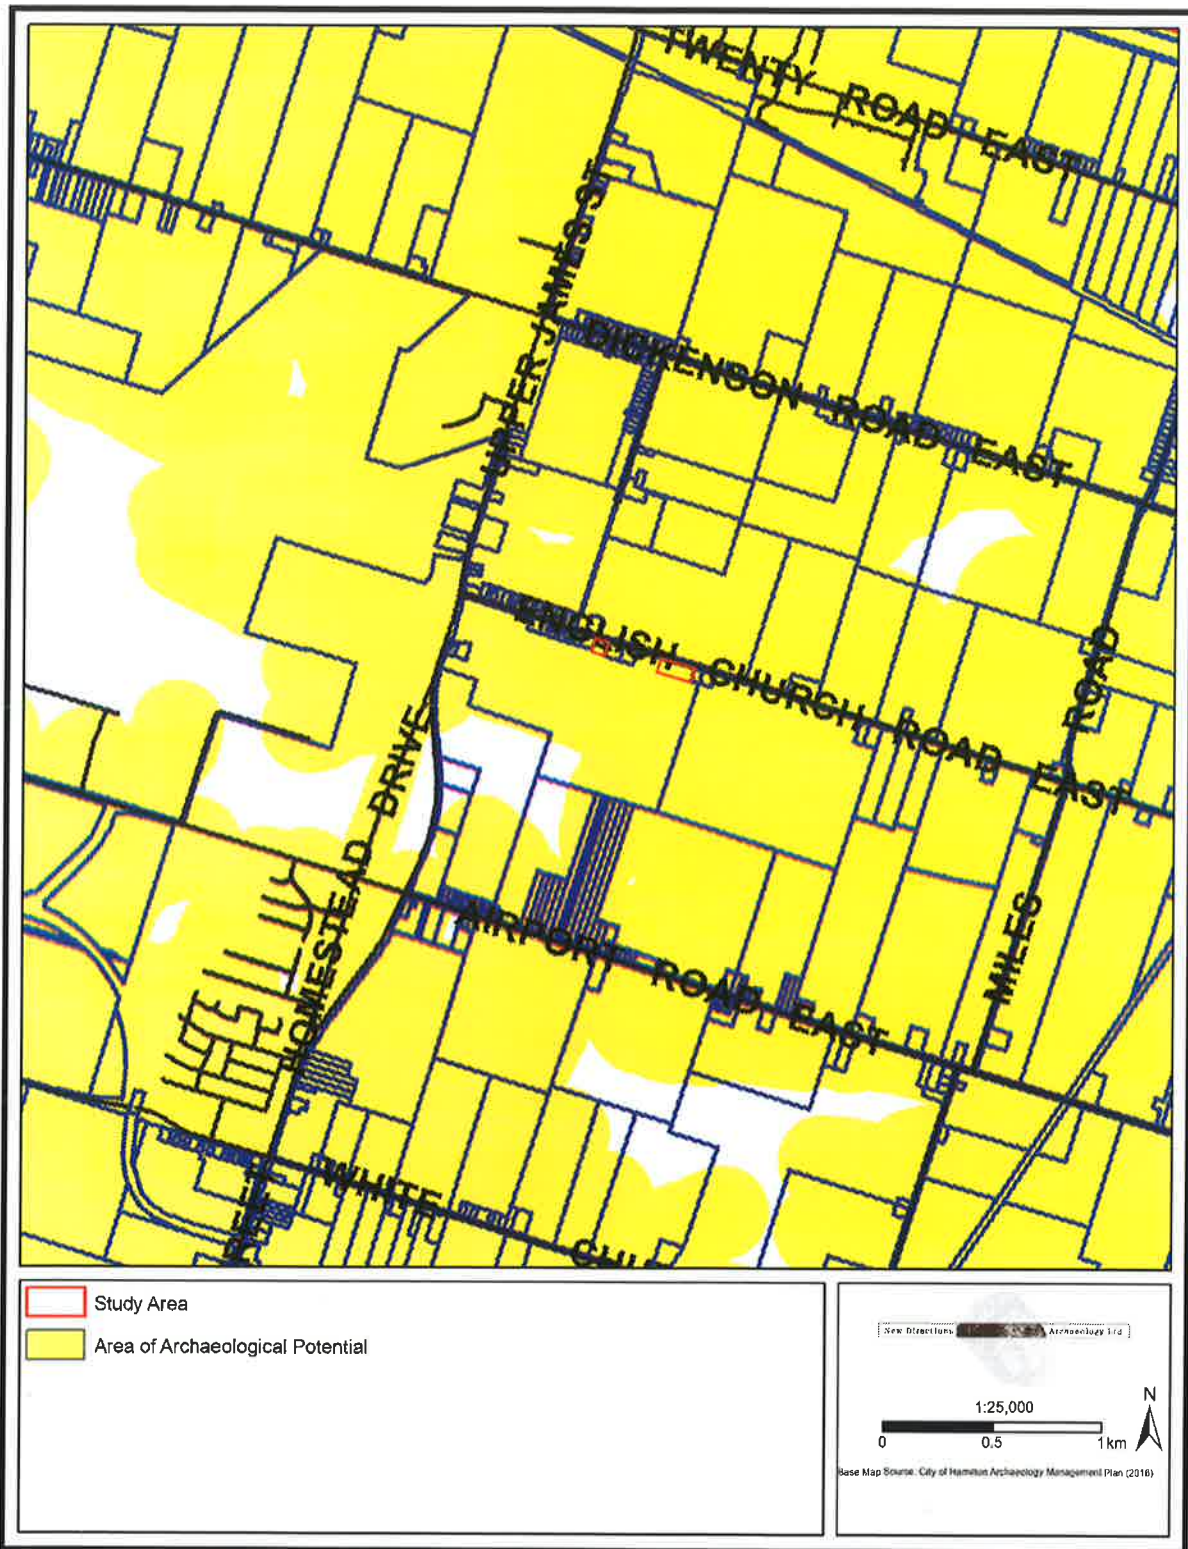 TWENTY ROAD EAST
UPPER JAMES ST
DICKENSON ROAD EAST
ENGLISH CHURCH ROAD EAST
MILES ROAD
HOMESTEAD DRIVE
AIRPORT ROAD EAST
WHITE
Study Area
Area of Archaeological Potential
New Directions Archaeology Ltd
1:25,000
N
0 0.5 1 km
Base Map Source: City of Hamilton Archaeology Management Plan (2016)